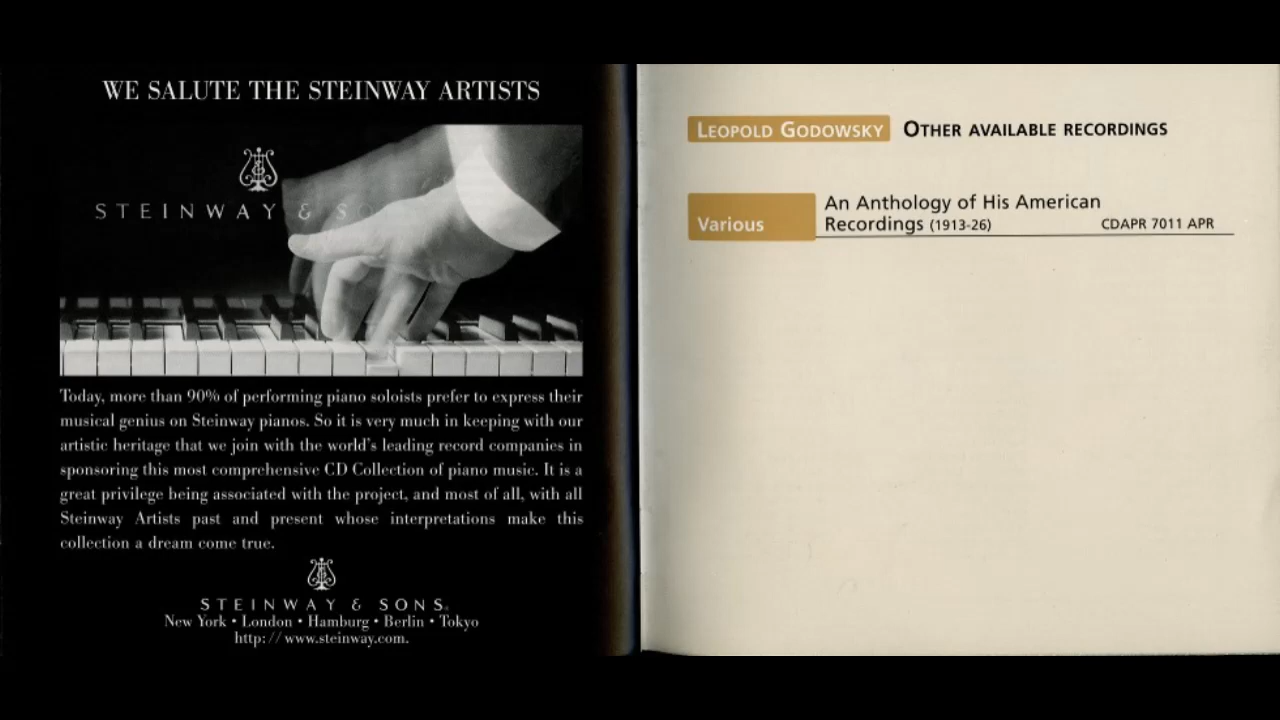 WE SALUTE THE STEINWAY ARTISTS
STEINWAY & SO
Today, more than 90% of performing piano soloists prefer to express their
musical genius on Steinway pianos. So it is very much in keeping with our
artistic heritage that we join with the world's leading record companies in
sponsoring this most comprehensive CD Collection of piano music. It is a
great privilege being associated with the project, and most of all, with all
Steinway Artists past and present whose interpretations make this
collection a dream come true.
STEINWAY & SONS
New York • London • Hamburg • Berlin • Tokyo
http: // www.steinway.com.
LEOPOLD GODOWSKY OTHER AVAILABLE RECORDINGS
Various
An Anthology of His American
Recordings (1913-26) CDAPR 7011 APR